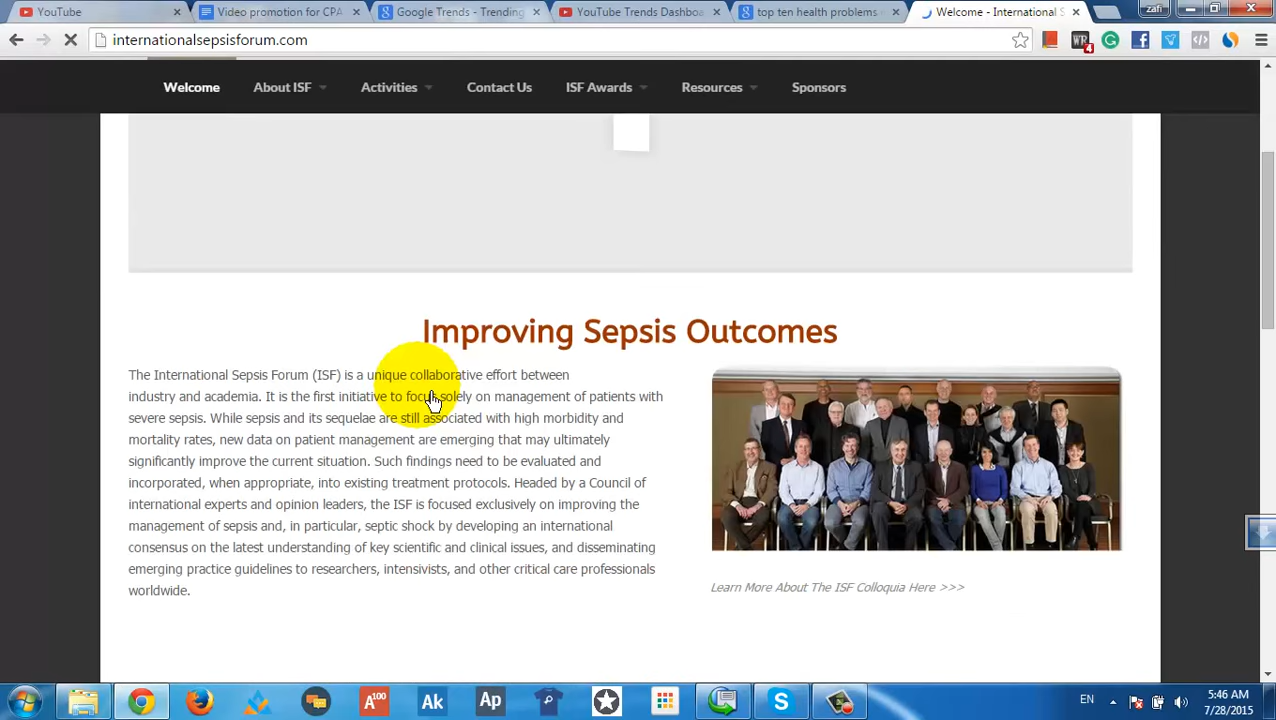 YouTube
Video promotion for CPA
Google Trends - Trending
YouTube Trends Dashboa
top ten health problems
Welcome - International S
zafi
internationalsepsisforum.com
WR
4
Welcome
About ISF
Activities
Contact Us
ISF Awards
Resources
Sponsors
Improving Sepsis Outcomes
The International Sepsis Forum (ISF) is a unique collaborative effort between
industry and academia. It is the first initiative to focus solely on management of patients with
severe sepsis. While sepsis and its sequelae are still associated with high morbidity and
mortality rates, new data on patient management are emerging that may ultimately
significantly improve the current situation. Such findings need to be evaluated and
incorporated, when appropriate, into existing treatment protocols. Headed by a Council of
international experts and opinion leaders, the ISF is focused exclusively on improving the
management of sepsis and, in particular, septic shock by developing an international
consensus on the latest understanding of key scientific and clinical issues, and disseminating
emerging practice guidelines to researchers, intensivists, and other critical care professionals
worldwide.
Learn More About The ISF Colloquia Here >>>
A100
Ak
Ap
EN
5:46 AM
7/28/2015